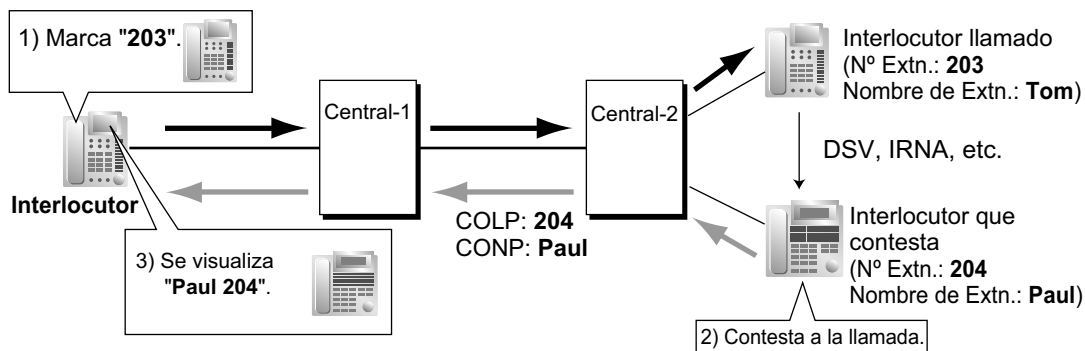 1) Marca "203".
Interlocutor
Central-1
Central-2
Interlocutor llamado
(Nº Extn.: 203
Nombre de Extn.: Tom)
DSV, IRNA, etc.
COLP: 204
CONP: Paul
Interlocutor que
contesta
(Nº Extn.: 204
Nombre de Extn.: Paul)
2) Contesta a la llamada.
3) Se visualiza
"Paul 204".